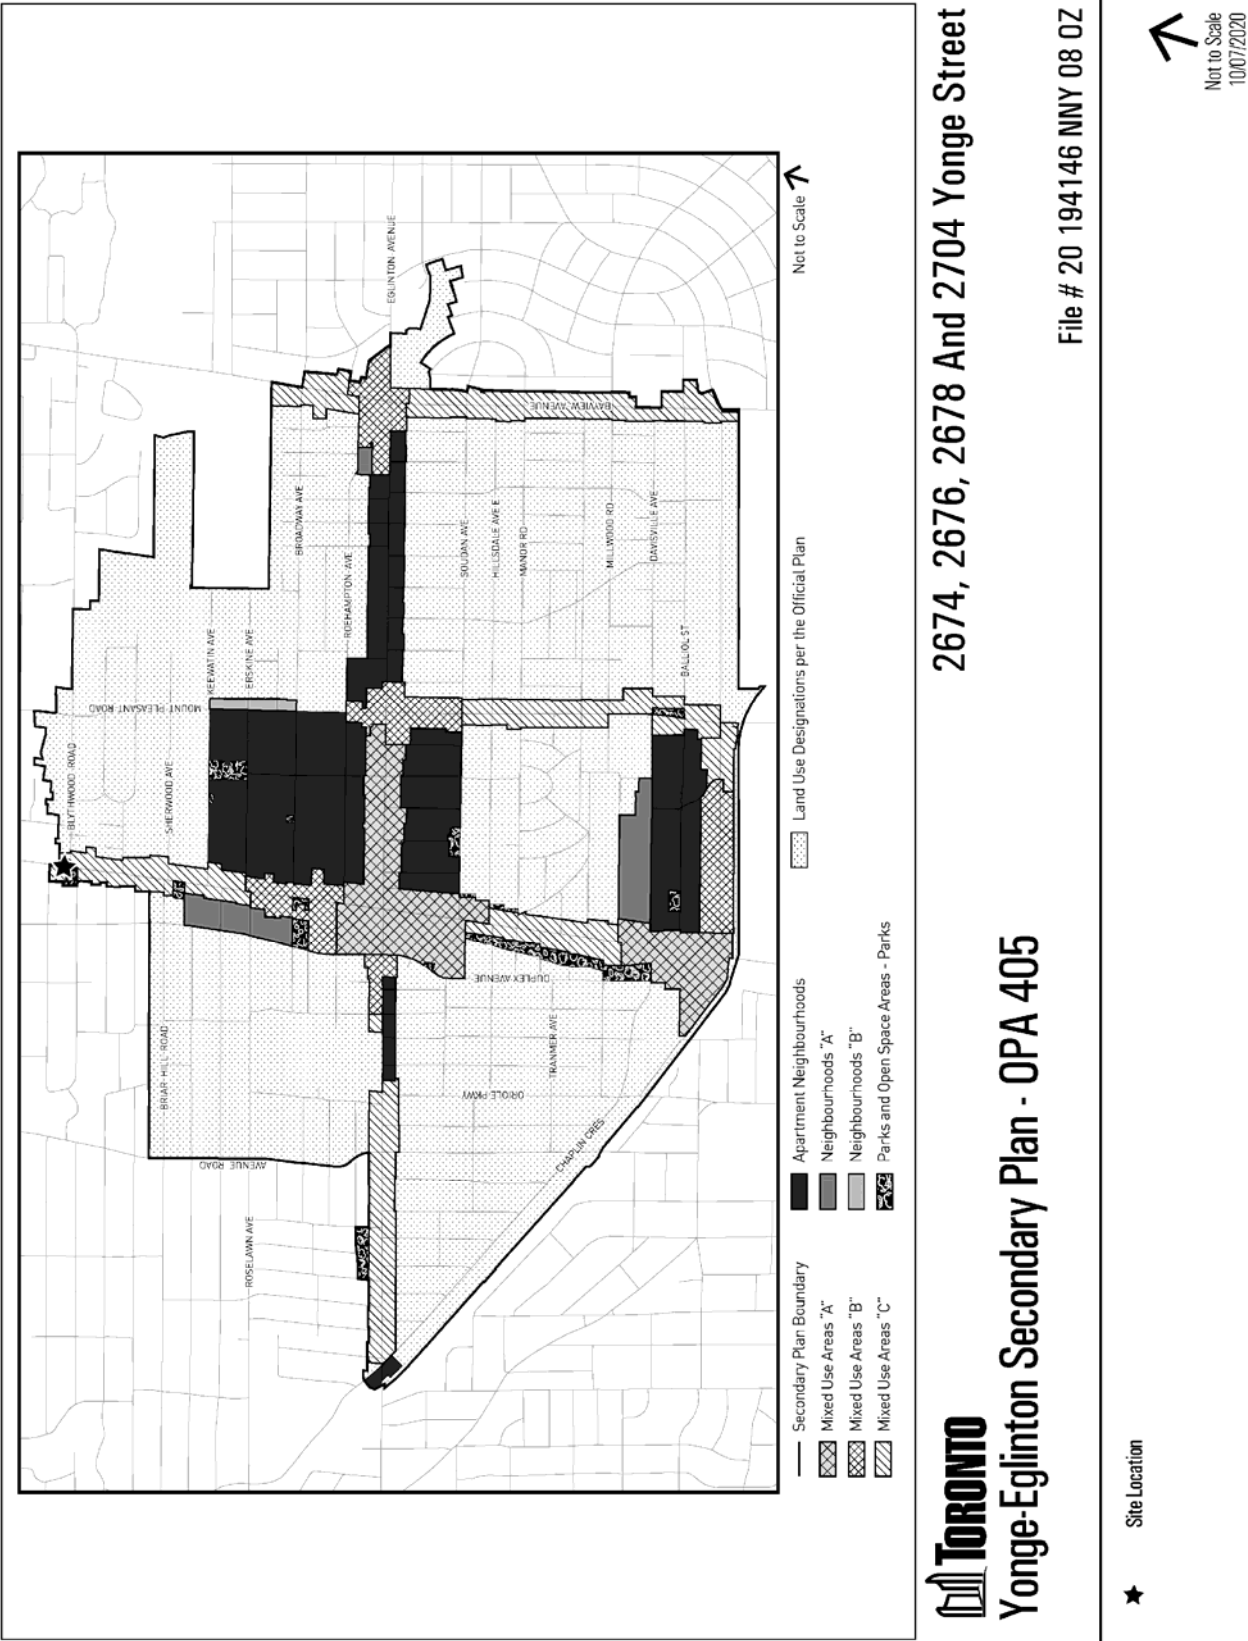 EGLINTON AVENUE
BAYVIEW AVENUE
BROADWAY AVE
ROEHAMPTON AVE
SOUDAN AVE
HILLSDALE AVE E
MANOR RD
MILLWOOD RD
DAVISVILLE AVE
BALLIOL ST
KEEWATIN AVE
ERSKINE AVE
MOUNT PLEASANT ROAD
BLYTHWOOD ROAD
SHERWOOD AVE
DUPLEX AVENUE
BRIAR HILL ROAD
TRANMER AVE
ORIOLE PKWY
CHAPLIN CRES
AVENUE ROAD
ROSELAWN AVE
Not to Scale
Secondary Plan Boundary
Mixed Use Areas "A"
Mixed Use Areas "B"
Mixed Use Areas "C"
Apartment Neighbourhoods
Neighbourhoods "A"
Neighbourhoods "B"
Parks and Open Space Areas - Parks
Land Use Designations per the Official Plan
TORONTO
Yonge-Eglinton Secondary Plan - OPA 405
2674, 2676, 2678 And 2704 Yonge Street
File # 20 194146 NNY 08 OZ
Site Location
Not to Scale
10/07/2020